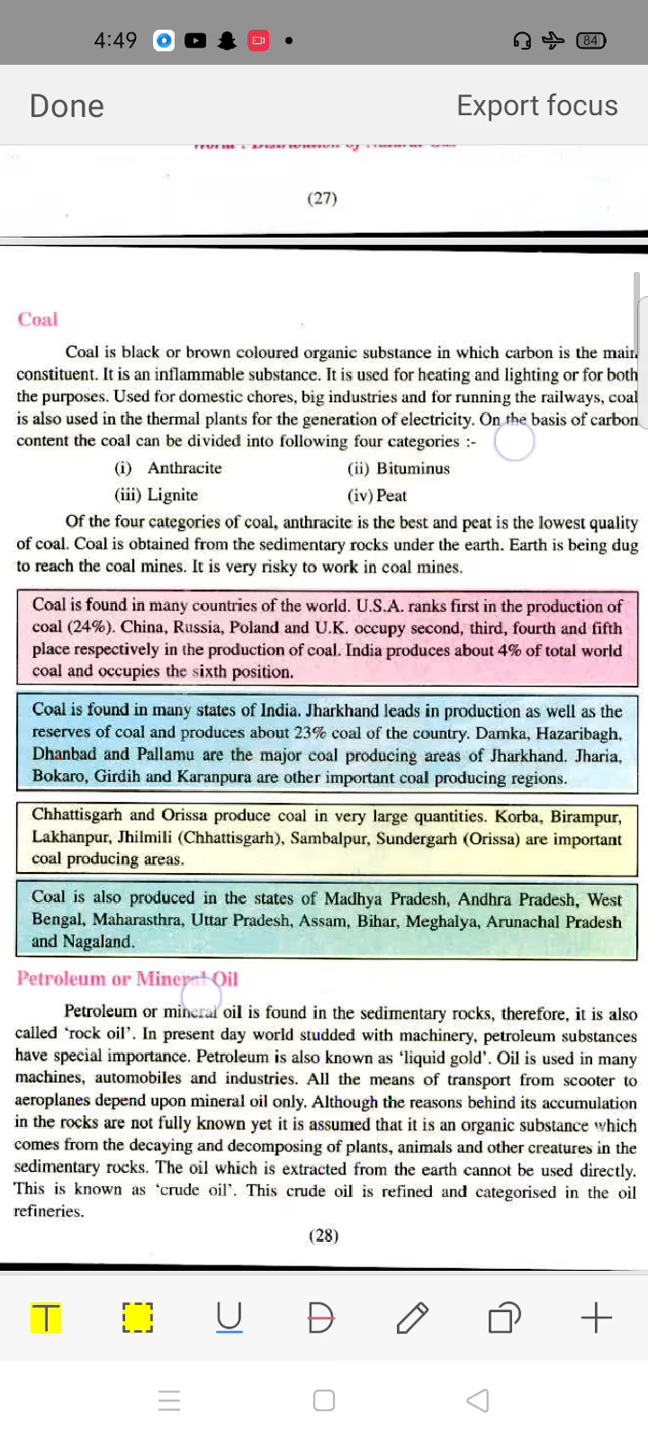 4:49
84
Done
Export focus
World : Distribution of Natural Gas
(27)
Coal
Coal is black or brown coloured organic substance in which carbon is the main
constituent. It is an inflammable substance. It is used for heating and lighting or for both
the purposes. Used for domestic chores, big industries and for running the railways, coal
is also used in the thermal plants for the generation of electricity. On the basis of carbon
content the coal can be divided into following four categories :-
(i) Anthracite
(ii) Bituminus
(iii) Lignite
(iv) Peat
Of the four categories of coal, anthracite is the best and peat is the lowest quality
of coal. Coal is obtained from the sedimentary rocks under the earth. Earth is being dug
to reach the coal mines. It is very risky to work in coal mines.
Coal is found in many countries of the world. U.S.A. ranks first in the production of
coal (24%). China, Russia, Poland and U.K. occupy second, third, fourth and fifth
place respectively in the production of coal. India produces about 4% of total world
coal and occupies the sixth position.
Coal is found in many states of India. Jharkhand leads in production as well as the
reserves of coal and produces about 23% coal of the country. Damka, Hazaribagh,
Dhanbad and Pallamu are the major coal producing areas of Jharkhand. Jharia,
Bokaro, Girdih and Karanpura are other important coal producing regions.
Chhattisgarh and Orissa produce coal in very large quantities. Korba, Birampur,
Lakhanpur, Jhilmili (Chhattisgarh), Sambalpur, Sundergarh (Orissa) are important
coal producing areas.
Coal is also produced in the states of Madhya Pradesh, Andhra Pradesh, West
Bengal, Maharasthra, Uttar Pradesh, Assam, Bihar, Meghalya, Arunachal Pradesh
and Nagaland.
Petroleum or Mineral Oil
Petroleum or mineral oil is found in the sedimentary rocks, therefore, it is also
called ‘rock oil’. In present day world studded with machinery, petroleum substances
have special importance. Petroleum is also known as ‘liquid gold’. Oil is used in many
machines, automobiles and industries. All the means of transport from scooter to
aeroplanes depend upon mineral oil only. Although the reasons behind its accumulation
in the rocks are not fully known yet it is assumed that it is an organic substance which
comes from the decaying and decomposing of plants, animals and other creatures in the
sedimentary rocks. The oil which is extracted from the earth cannot be used directly.
This is known as ‘crude oil’. This crude oil is refined and categorised in the oil
refineries.
(28)
T
U
D